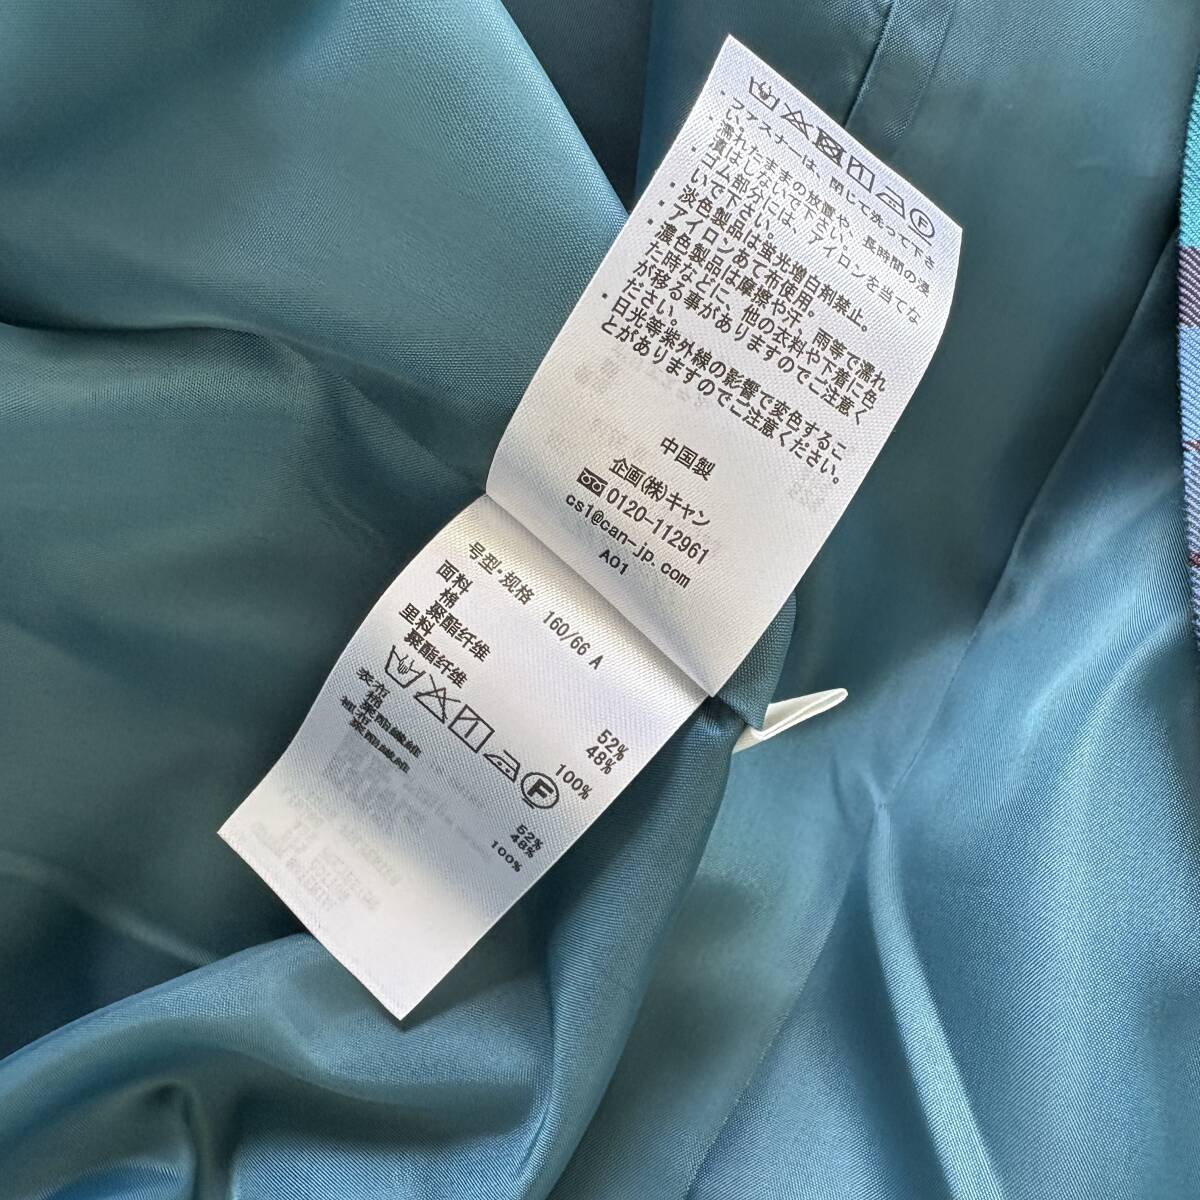 ・ファスナーは、閉じて洗って下さ
い。
・濡れたままの放置や、長時間の浸
漬はしないで下さい。
・ゴム部分には、アイロンを当てな
いで下さい。
・淡色製品は蛍光増白剤禁止。
・アイロンあて布使用。
・濃色製品は摩擦や汗、雨等で濡れ
た時などに、他の衣料や下着に色
が移る事がありますのでご注意く
ださい。
・日光等紫外線の影響で変色するこ
とがありますのでご注意ください。
中国製
企画(株)キャン
0120-112961
cs1@can-jp.com
A01
号型·规格 160/66 A
面料
棉 52%
聚酯纤维 48%
里料
聚酯纤维 100%
F
表布
52%
48%
100%